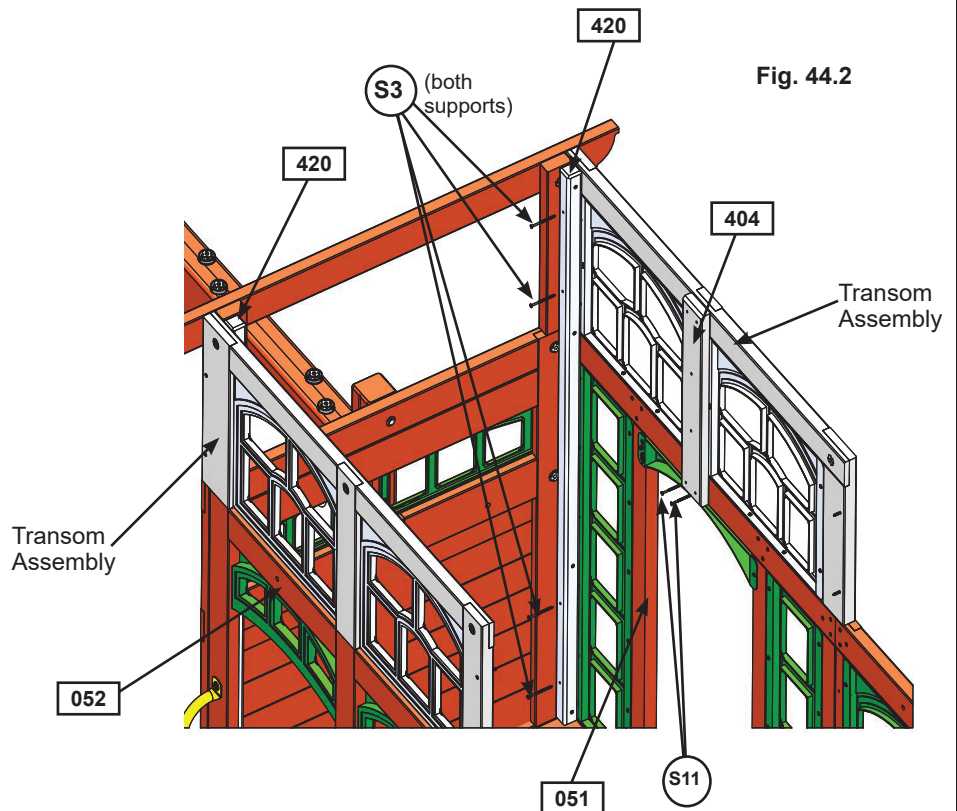 420
Fig. 44.2
S3 (both
supports)
420
404
Transom
Assembly
Transom
Assembly
052
S11
051